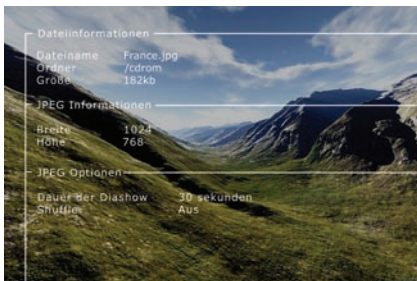 Dateiinformationen
Dateiname France.jpg
Ordner /cdrom
Größe 182kb
JPEG Informationen
Breite 1024
Höhe 768
JPEG Optionen
Dauer der Diashow 30 sekunden
Shuffle Aus